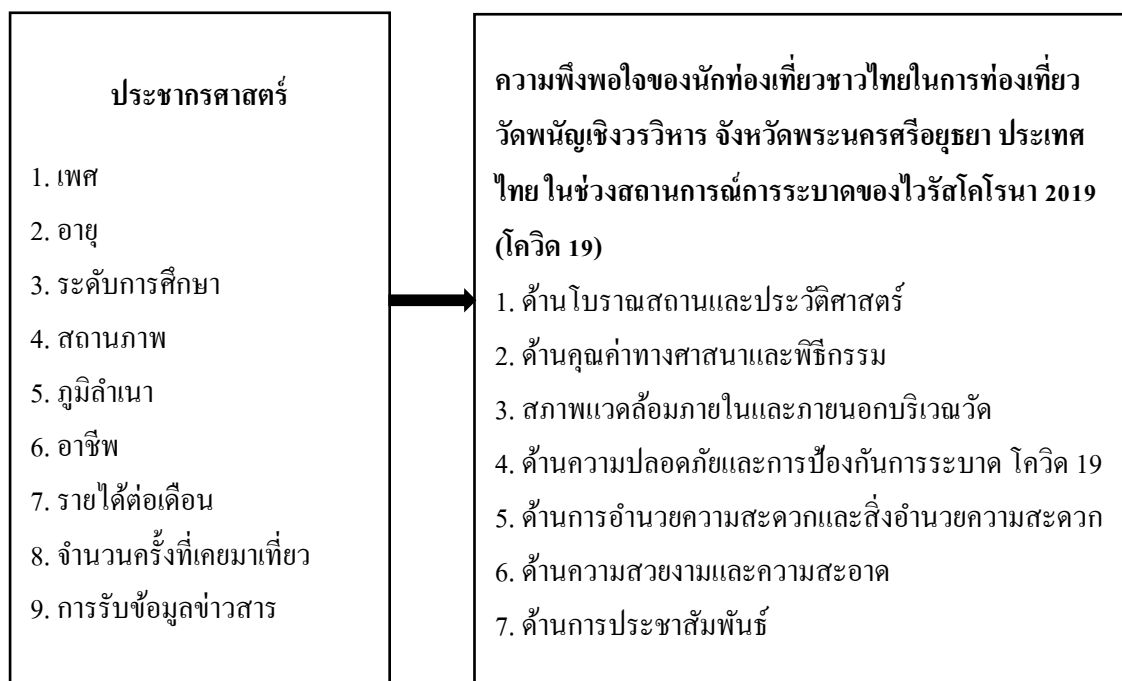 ประชากรศาสตร์
1. เพศ
2. อายุ
3. ระดับการศึกษา
4. สถานภาพ
5. ภูมิลำเนา
6. อาชีพ
7. รายได้ต่อเดือน
8. จำนวนครั้งที่เคยมาเที่ยว
9. การรับข้อมูลข่าวสาร
ความพึงพอใจของนักท่องเที่ยวชาวไทยในการท่องเที่ยว
วัดพนัญเชิงวรวิหาร จังหวัดพระนครศรีอยุธยา ประเทศ
ไทย ในช่วงสถานการณ์การระบาดของไวรัสโคโรนา 2019
(โควิด 19)
1. ด้านโบราณสถานและประวัติศาสตร์
2. ด้านคุณค่าทางศาสนาและพิธีกรรม
3. สภาพแวดล้อมภายในและภายนอกบริเวณวัด
4. ด้านความปลอดภัยและการป้องกันการระบาด โควิด 19
5. ด้านการอำนวยความสะดวกและสิ่งอำนวยความสะดวก
6. ด้านความสวยงามและความสะอาด
7. ด้านการประชาสัมพันธ์